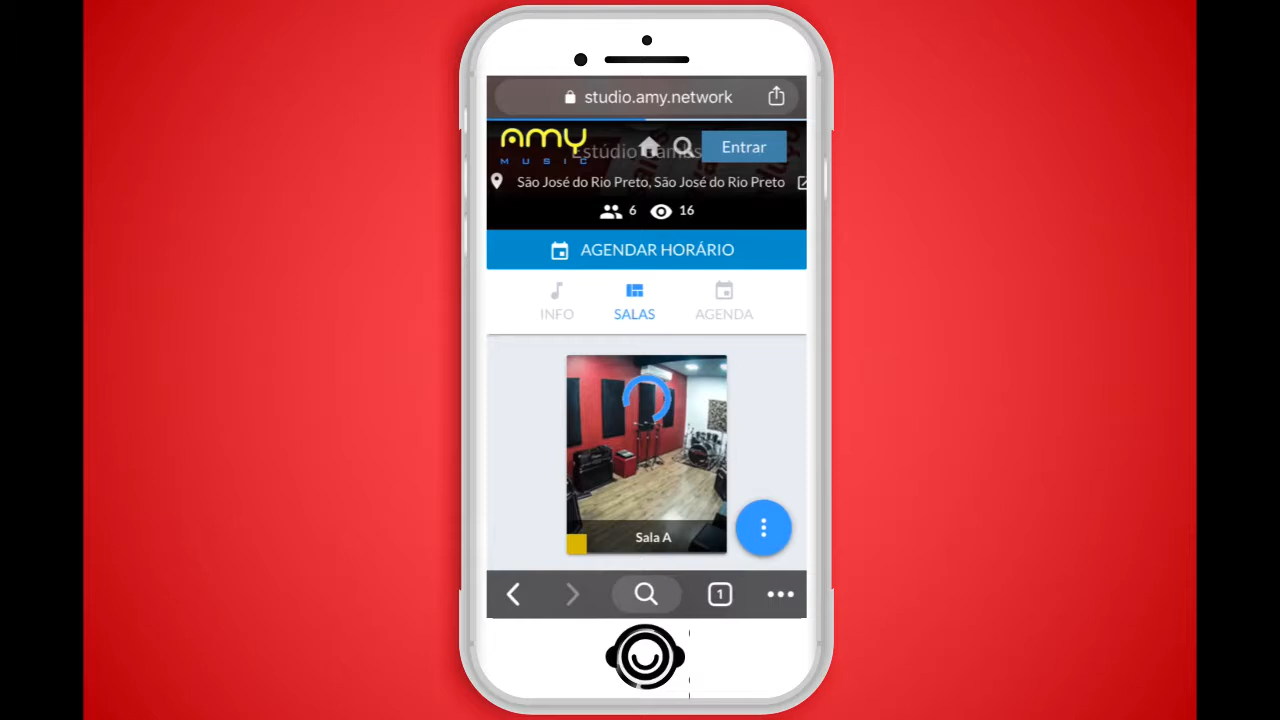 studio.amy.network
amy
MUSIC
Estúdio
Entrar
São José do Rio Preto, São José do Rio Preto
6
16
AGENDAR HORÁRIO
INFO
SALAS
AGENDA
Sala A
1